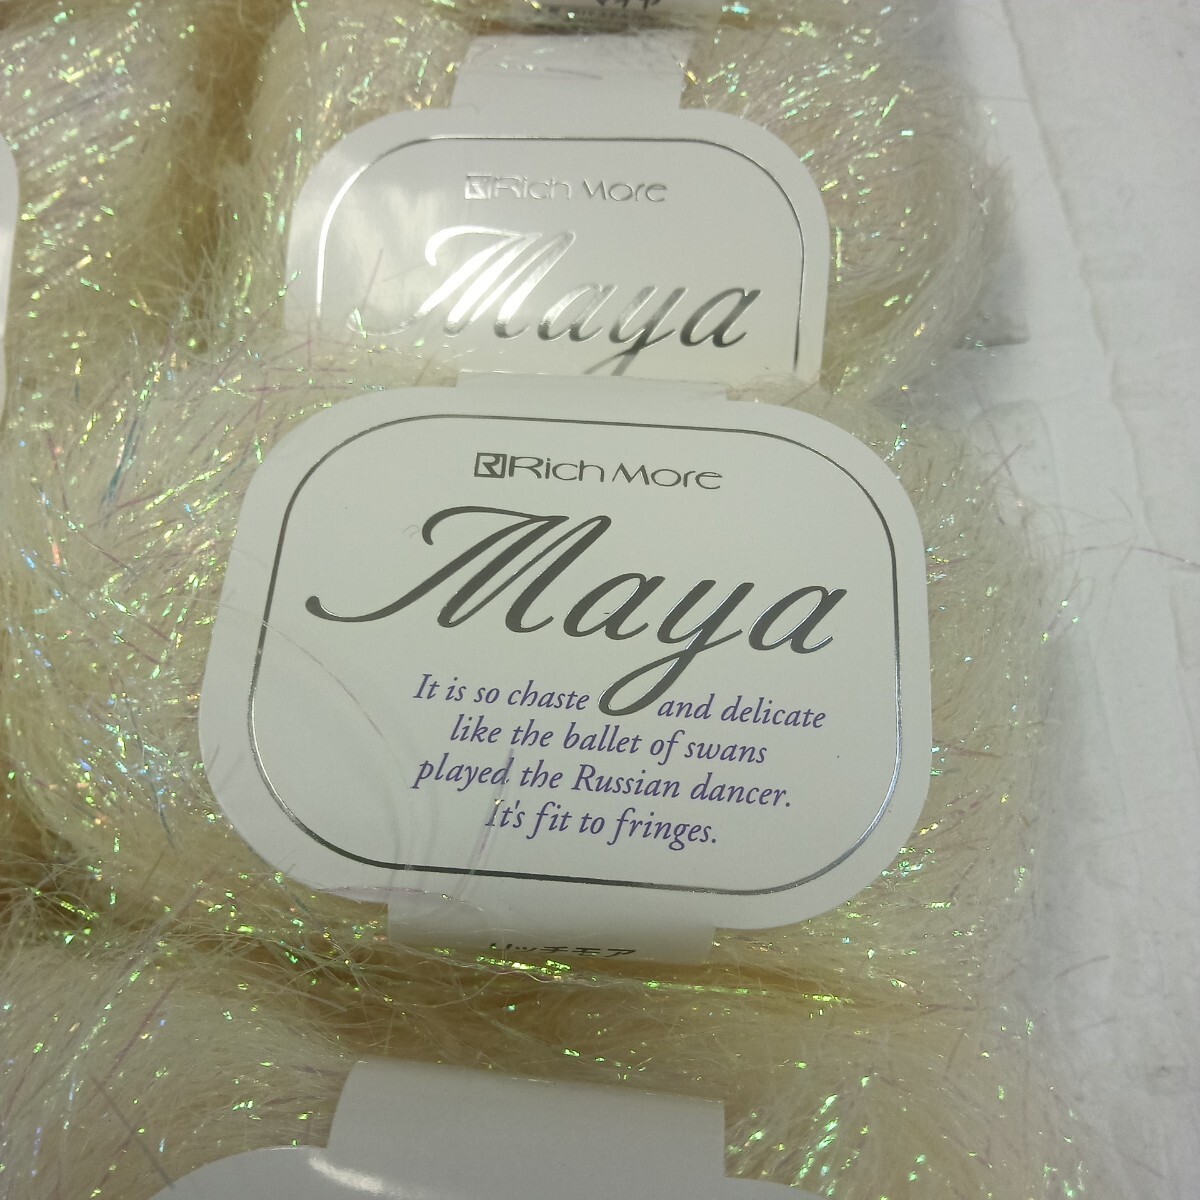 Rich More
Maya
Rich More
Maya
It is so chaste and delicate
like the ballet of swans
played the Russian dancer.
It's fit to fringes.
リッチモア